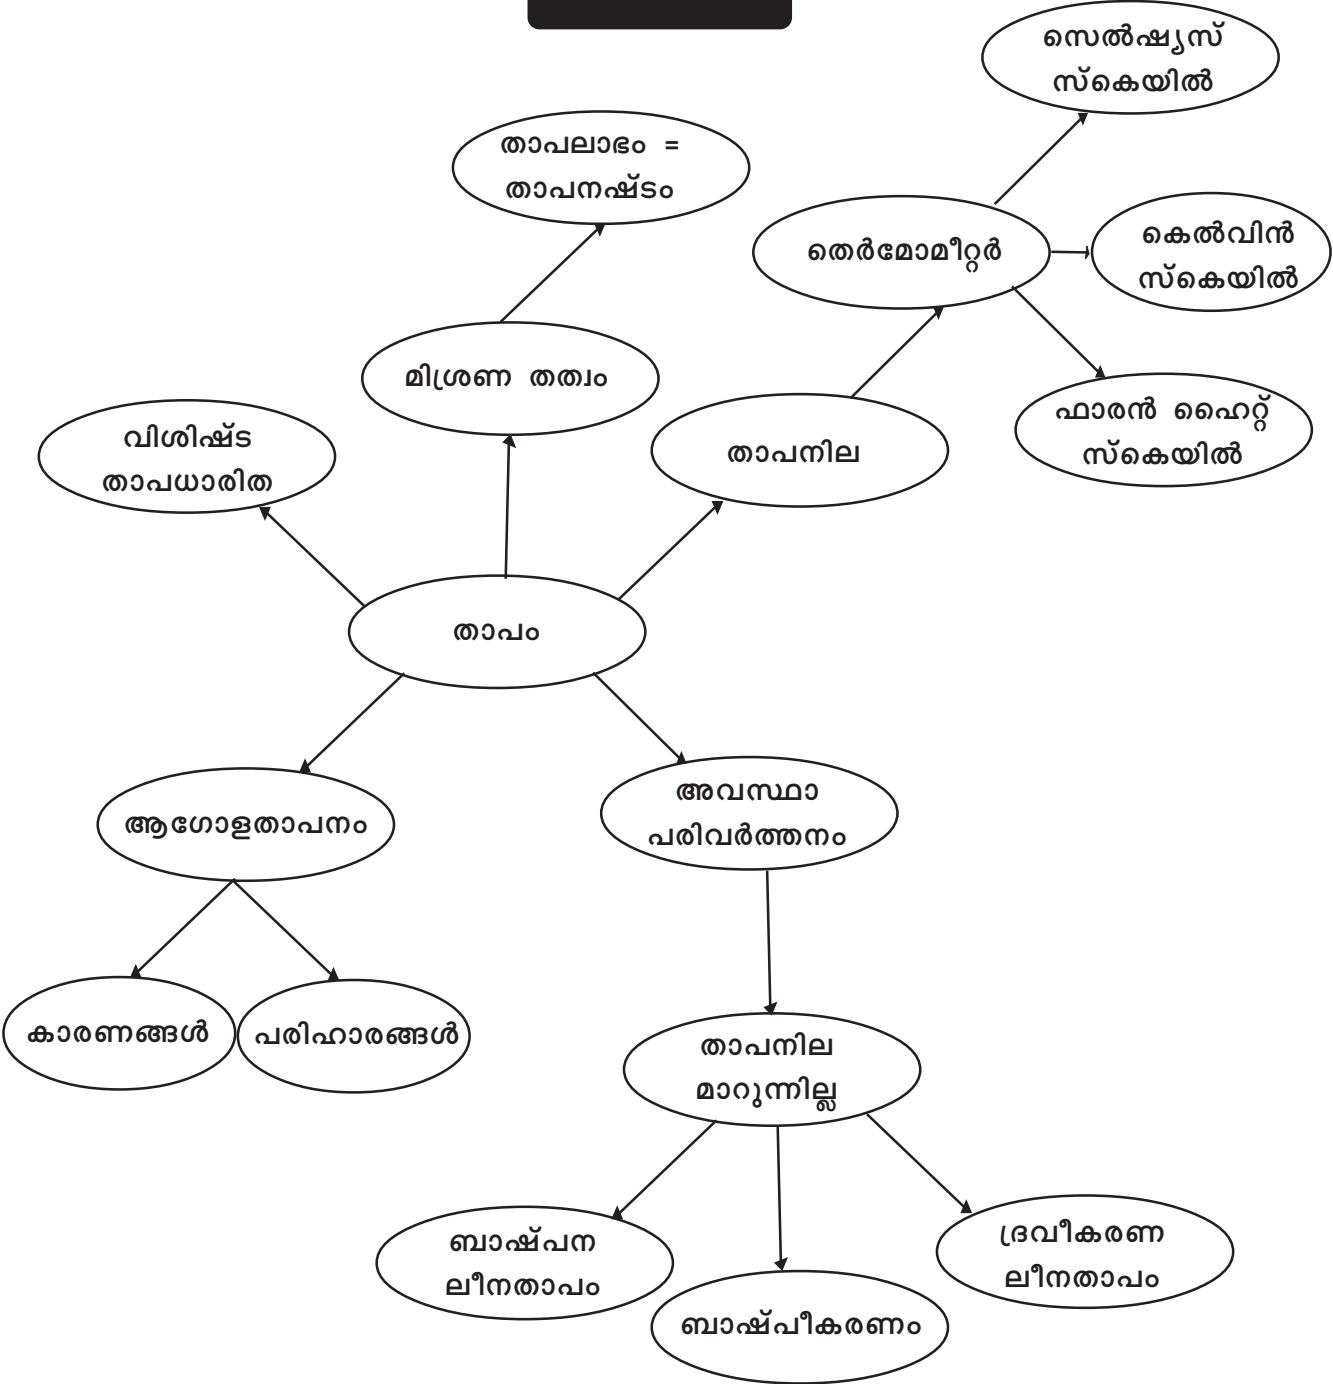 സെൽഷ്യസ്
സ്കെയിൽ
താപലാഭം =
താപനഷ്ടം
തെർമോമീറ്റർ
കെൽവിൻ
സ്കെയിൽ
മിശ്രണ തത്വം
ഫാരൻ ഹൈറ്റ്
സ്കെയിൽ
വിശിഷ്ട
താപധാരിത
താപനില
താപം
ആഗോളതാപനം
അവസ്ഥാ
പരിവർത്തനം
കാരണങ്ങൾ
പരിഹാരങ്ങൾ
താപനില
മാറുന്നില്ല
ബാഷ്പന
ലീനതാപം
ബാഷ്പീകരണം
ദ്രവീകരണ
ലീനതാപം